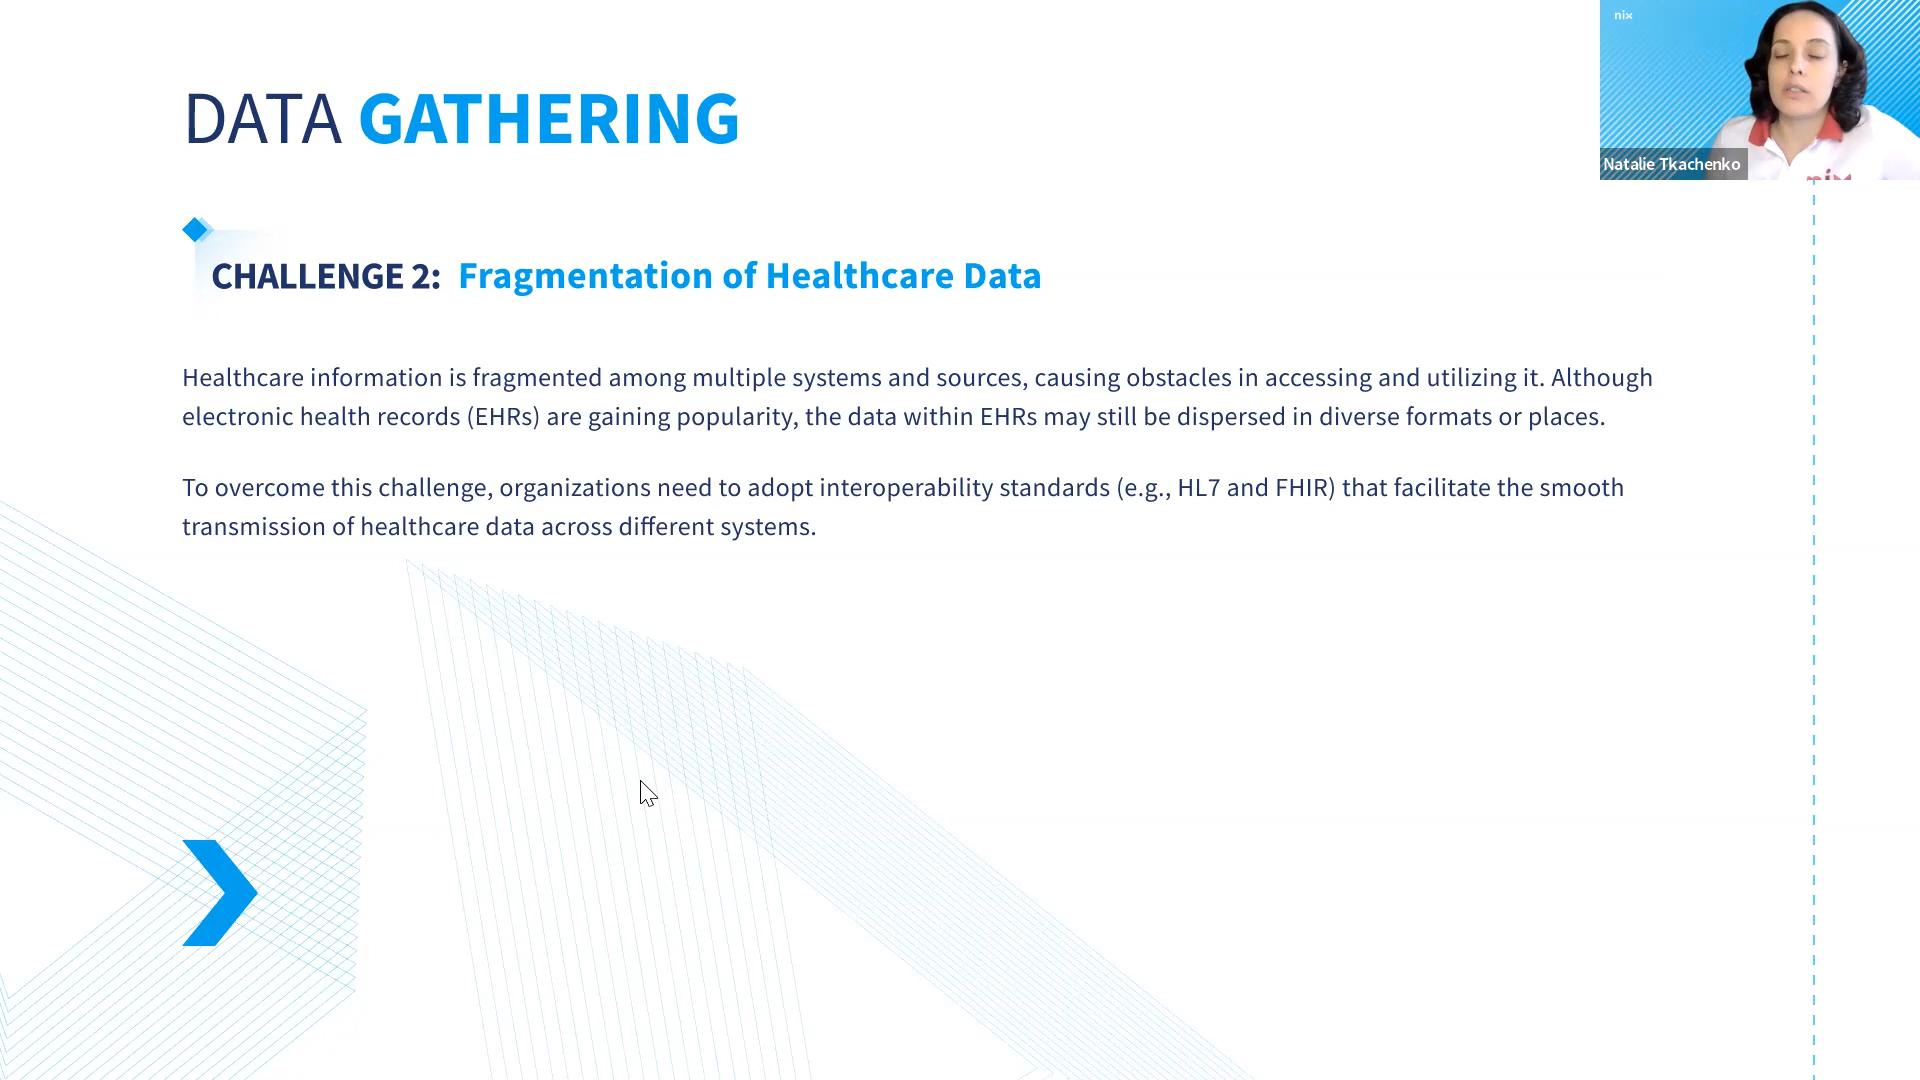 nix
DATA GATHERING
Natalie Tkachenko
nix
CHALLENGE 2: Fragmentation of Healthcare Data
Healthcare information is fragmented among multiple systems and sources, causing obstacles in accessing and utilizing it. Although
electronic health records (EHRs) are gaining popularity, the data within EHRs may still be dispersed in diverse formats or places.
To overcome this challenge, organizations need to adopt interoperability standards (e.g., HL7 and FHIR) that facilitate the smooth
transmission of healthcare data across different systems.